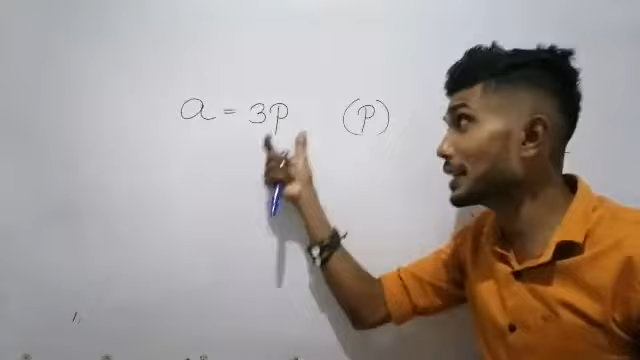 a = 3p (p)